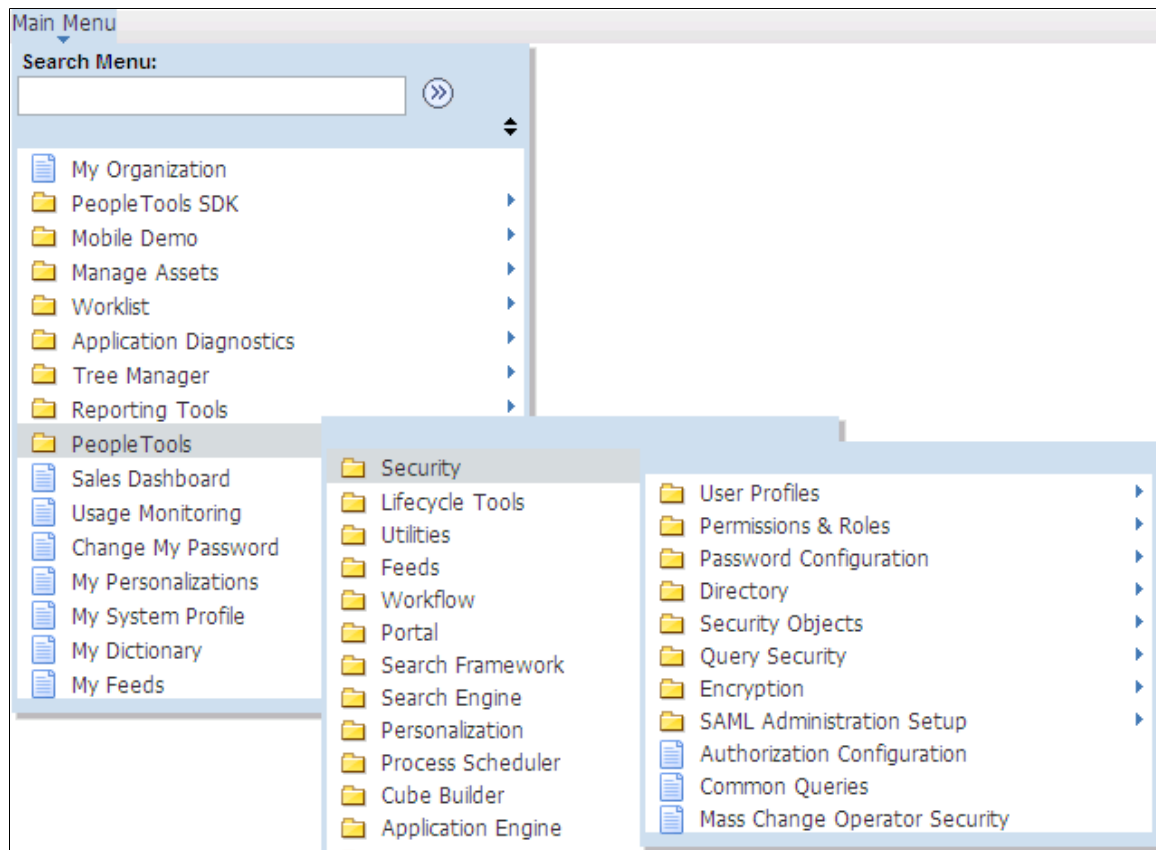 Main Menu
Search Menu:
My Organization
PeopleTools SDK
Mobile Demo
Manage Assets
Worklist
Application Diagnostics
Tree Manager
Reporting Tools
PeopleTools
Sales Dashboard
Usage Monitoring
Change My Password
My Personalizations
My System Profile
My Dictionary
My Feeds
Security
Lifecycle Tools
Utilities
Feeds
Workflow
Portal
Search Framework
Search Engine
Personalization
Process Scheduler
Cube Builder
Application Engine
User Profiles
Permissions & Roles
Password Configuration
Directory
Security Objects
Query Security
Encryption
SAML Administration Setup
Authorization Configuration
Common Queries
Mass Change Operator Security